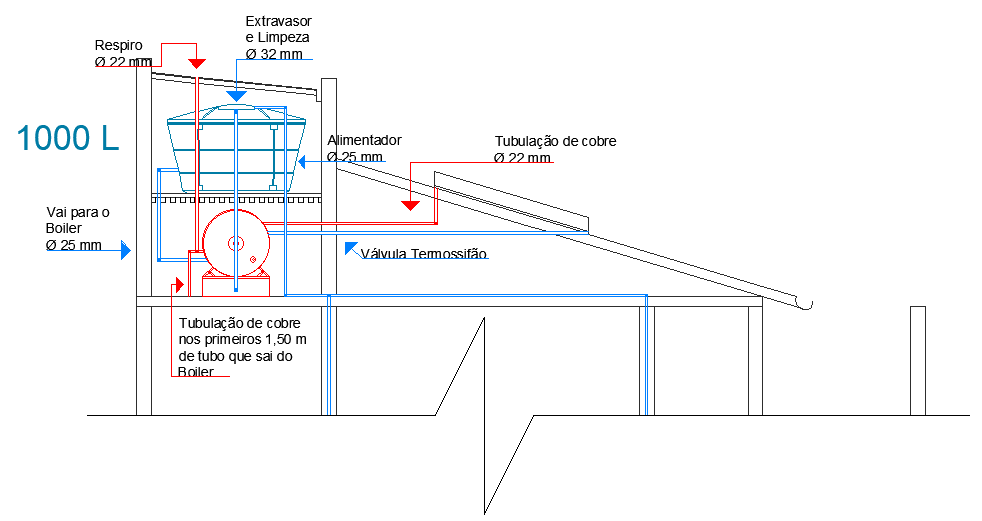 Extravasor
e Limpeza
Ø 32 mm
Respiro
Ø 22 mm
1000 L
Alimentador
Ø 25 mm
Tubulação de cobre
Ø 22 mm
Vai para o
Boiler
Ø 25 mm
Válvula Termossifão
Tubulação de cobre
nos primeiros 1,50 m
de tubo que sai do
Boiler